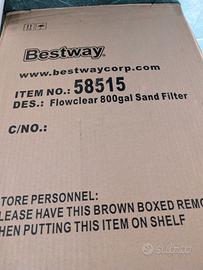 Bestway
www.bestwaycorp.com
ITEM NO.: 58515
DES.: Flowclear 800gal Sand Filter
C/NO.:
TORE PERSONNEL:
LEASE HAVE THIS BROWN BOXED REMO
HEN PUTTING THIS ITEM ON SHELF
subito